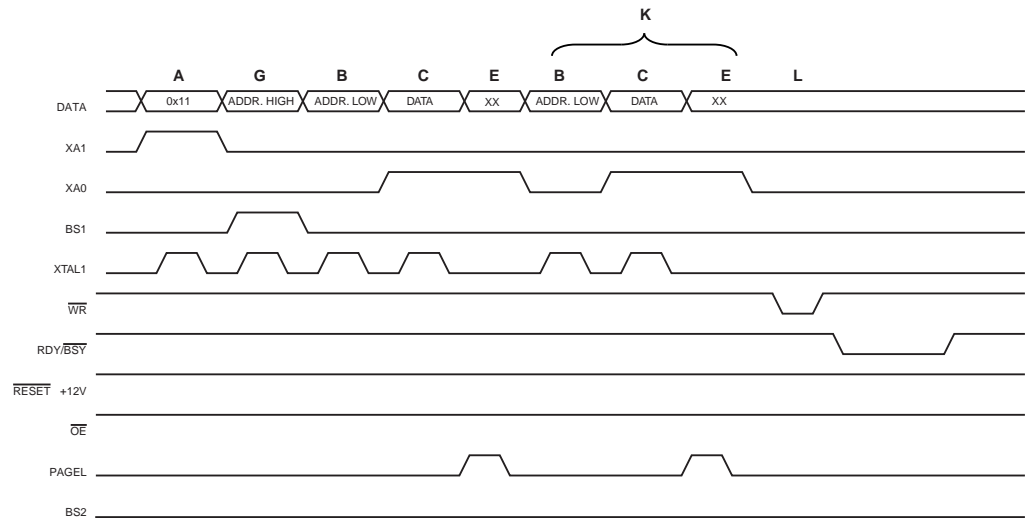 K
A G B C E B C E L
DATA 0x11 ADDR. HIGH ADDR. LOW DATA XX ADDR. LOW DATA XX
XA1
XA0
BS1
XTAL1
WR
RDY/BSY
RESET +12V
OE
PAGEL
BS2